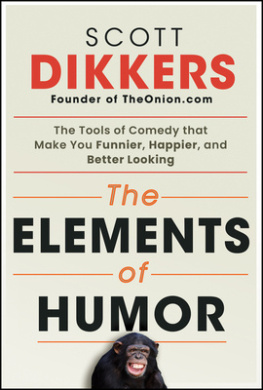 SCOTT
DIKKERS
Founder of TheOnion.com
The Tools of Comedy that
Make You Funnier, Happier, and
Better Looking
The
ELEMENTS
of
HUMOR